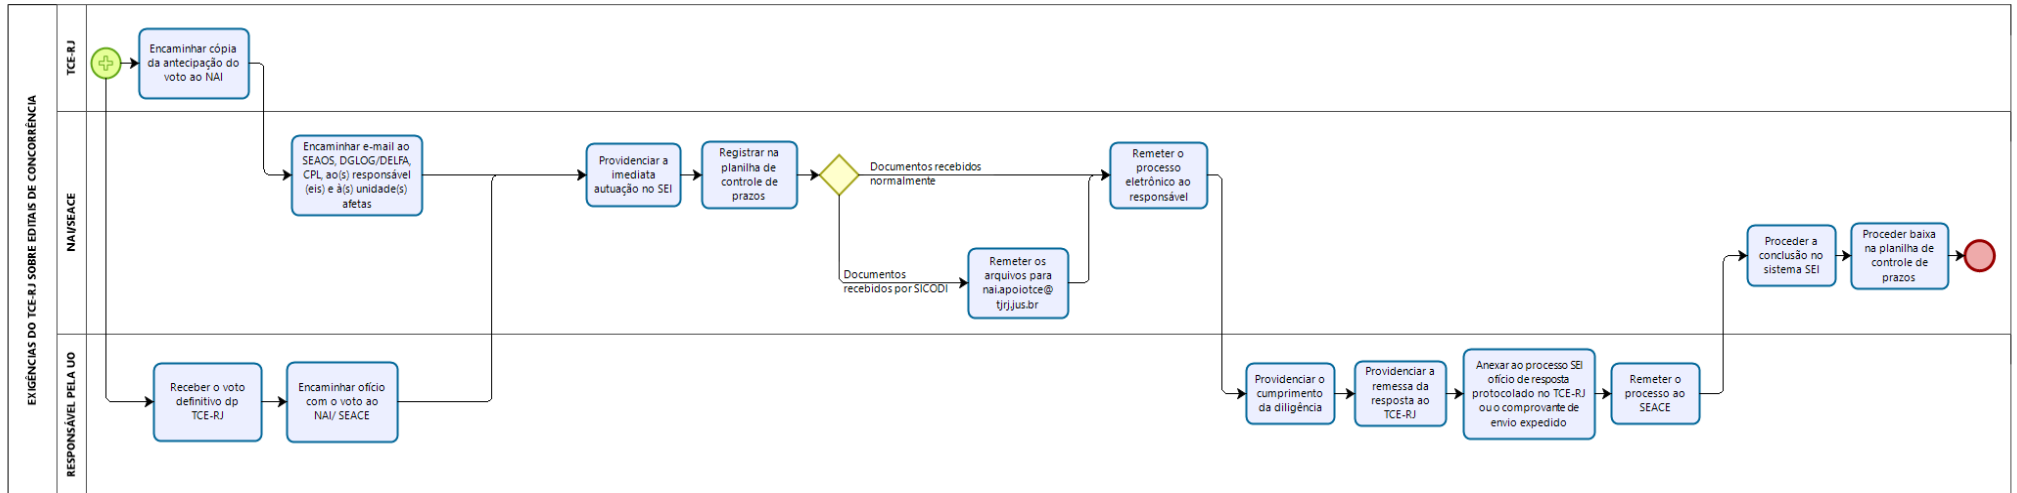 EXIGÊNCIAS DO TCE-RJ SOBRE EDITAIS DE CONCORRÊNCIA
TCE-RJ
Encaminhar cópia
da antecipação do
voto ao NAI
NAI/SEACE
Encaminhar e-mail ao
SEAOS, DGLOG/DELFA,
CPL, ao(s) responsável
(eis) e à(s) unidade(s)
afetas
Providenciar a
imediata
autuação no SEI
Registrar na
planilha de
controle de
prazos
Documentos recebidos
normalmente
Documentos
recebidos por SICODI
Remeter os
arquivos para
nai.apoiotce@
tjrj.jus.br
Remeter o
processo
eletrônico ao
responsável
Proceder a
conclusão no
sistema SEI
Proceder baixa
na planilha de
controle de
prazos
RESPONSÁVEL PELA UO
Receber o voto
definitivo dp
TCE-RJ
Encaminhar ofício
com o voto ao
NAI/ SEACE
Providenciar o
cumprimento
da diligência
Providenciar a
remessa da
resposta ao
TCE-RJ
Anexar ao processo SEI
ofício de resposta
protocolado no TCE-RJ
ou o comprovante de
envio expedido
Remeter o
processo ao
SEACE